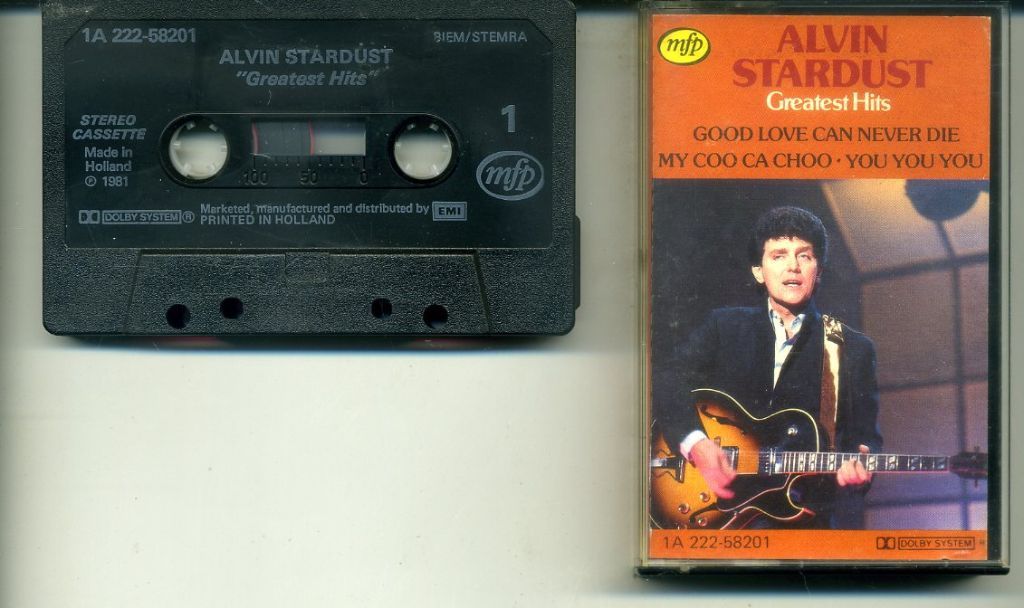 1A 222-58201
BIEM/STEMRA
ALVIN STARDUST
"Greatest Hits"
STEREO
CASSETTE
Made in
Holland
℗ 1981
1
mfp
100 50 0
DOLBY SYSTEM ®
Marketed, manufactured and distributed by EMI
PRINTED IN HOLLAND
mfp
ALVIN
STARDUST
Greatest Hits
GOOD LOVE CAN NEVER DIE
MY COO CA CHOO · YOU YOU YOU
1A 222-58201
DOLBY SYSTEM ®